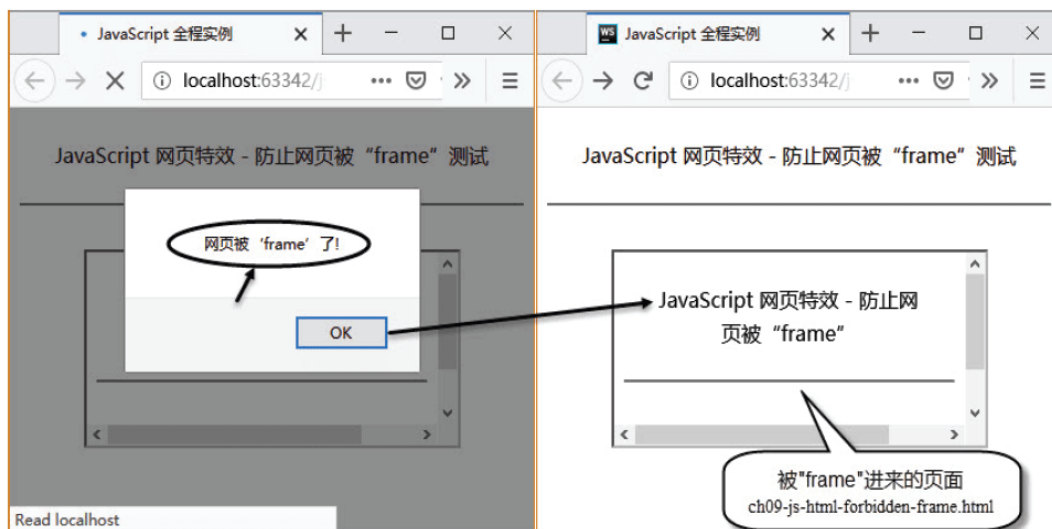 JavaScript 全程实例
localhost:63342/j
JavaScript 网页特效 - 防止网页被“frame”测试
网页被‘frame’了!
OK
Read localhost
WS
JavaScript 全程实例
localhost:63342/j
JavaScript 网页特效 - 防止网页被“frame”测试
JavaScript 网页特效 - 防止网
页被“frame”
被"frame"进来的页面
ch09-js-html-forbidden-frame.html